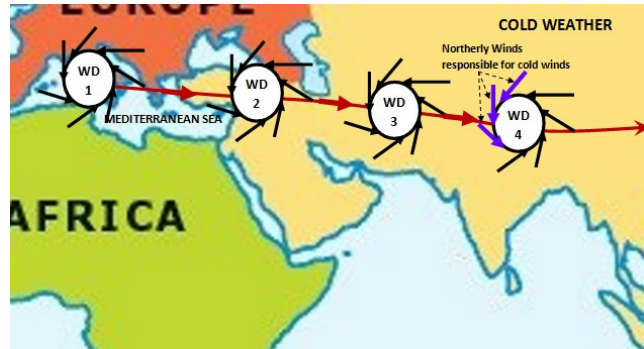 EUROPE
COLD WEATHER
Northerly Winds
responsible for cold winds
WD
1
WD
2
WD
3
WD
4
MEDITERRANEAN SEA
AFRICA